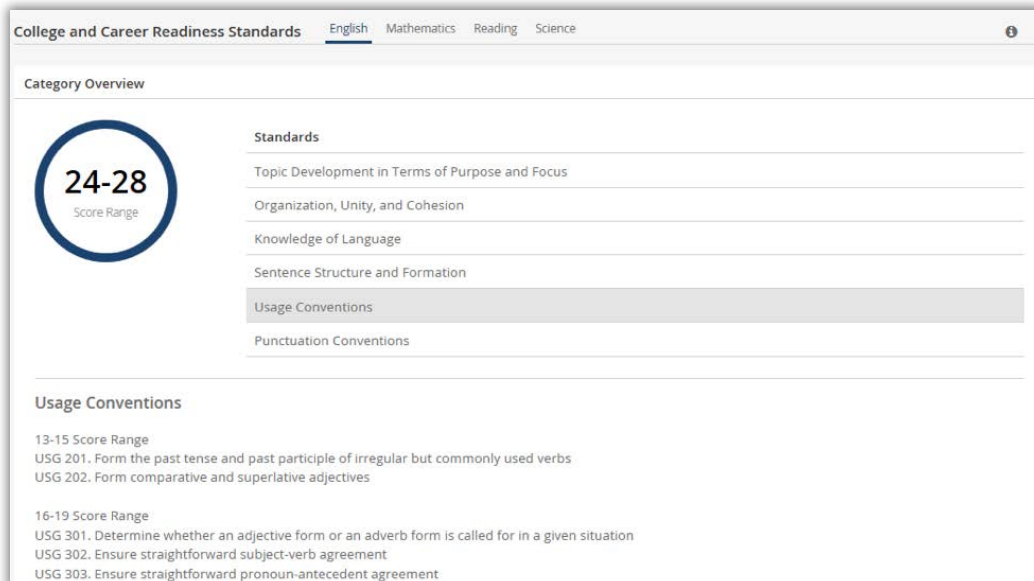 College and Career Readiness Standards English Mathematics Reading Science
Category Overview
24-28
Score Range
Standards
Topic Development in Terms of Purpose and Focus
Organization, Unity, and Cohesion
Knowledge of Language
Sentence Structure and Formation
Usage Conventions
Punctuation Conventions
Usage Conventions
13-15 Score Range
USG 201. Form the past tense and past participle of irregular but commonly used verbs
USG 202. Form comparative and superlative adjectives
16-19 Score Range
USG 301. Determine whether an adjective form or an adverb form is called for in a given situation
USG 302. Ensure straightforward subject-verb agreement
USG 303. Ensure straightforward pronoun-antecedent agreement